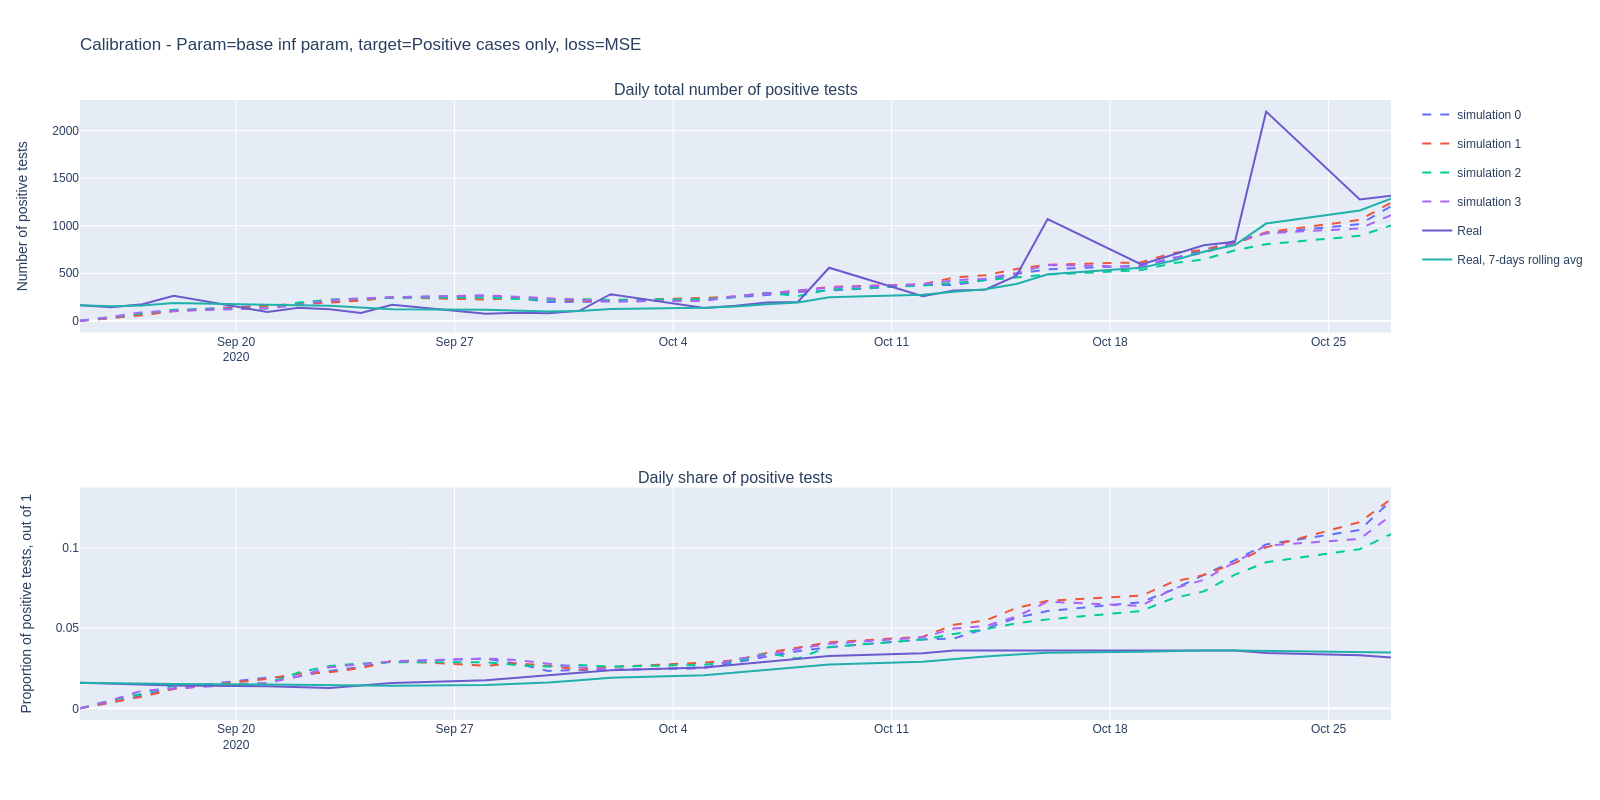 Calibration - Param=base inf param, target=Positive cases only, loss=MSE
Daily total number of positive tests
Number of positive tests
2000
1500
1000
500
0
Sep 20
2020
Sep 27
Oct 4
Oct 11
Oct 18
Oct 25
simulation 0
simulation 1
simulation 2
simulation 3
Real
Real, 7-days rolling avg
Daily share of positive tests
Proportion of positive tests, out of 1
0.1
0.05
0
Sep 20
2020
Sep 27
Oct 4
Oct 11
Oct 18
Oct 25